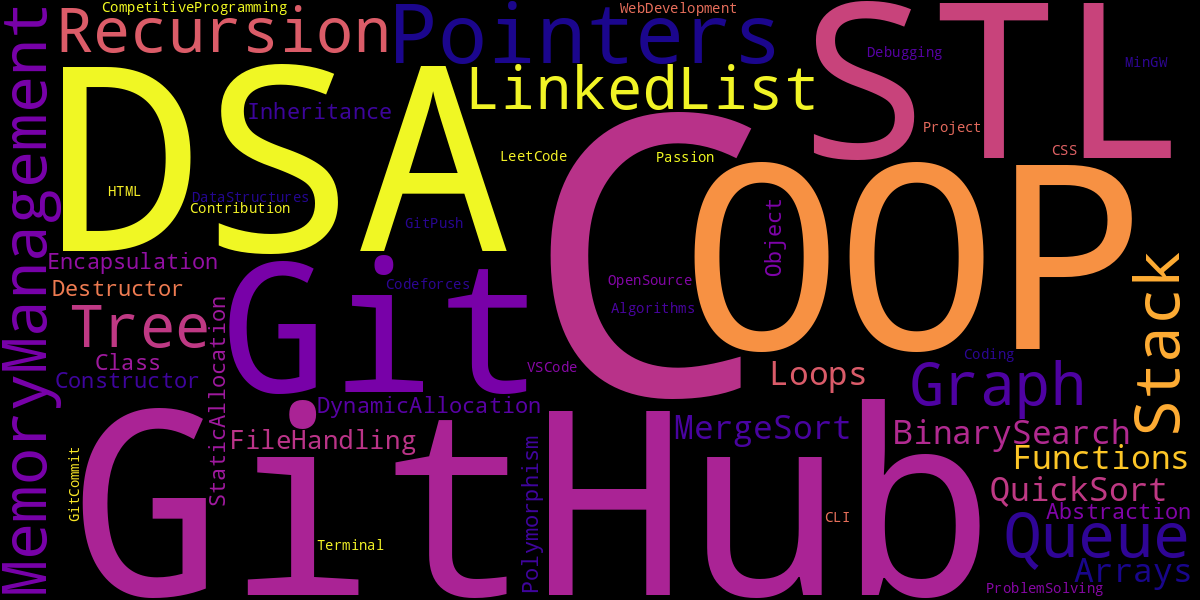 CompetitiveProgramming
WebDevelopment
Recursion
Pointers
STL
Debugging
MinGW
MemoryManagement
DSA
LinkedList
Inheritance
Project
CSS
LeetCode
Passion
HTML
DataStructures
Contribution
GitPush
C
OOP
Object
Encapsulation
Destructor
Git
Codeforces
OpenSource
Algorithms
Stack
Tree
Class
Constructor
StaticAllocation
VSCode
Coding
Loops
Graph
DynamicAllocation
FileHandling
MergeSort
BinarySearch
Functions
GitHub
GitCommit
Terminal
Polymorphism
CLI
QuickSort
Abstraction
Queue
Arrays
ProblemSolving